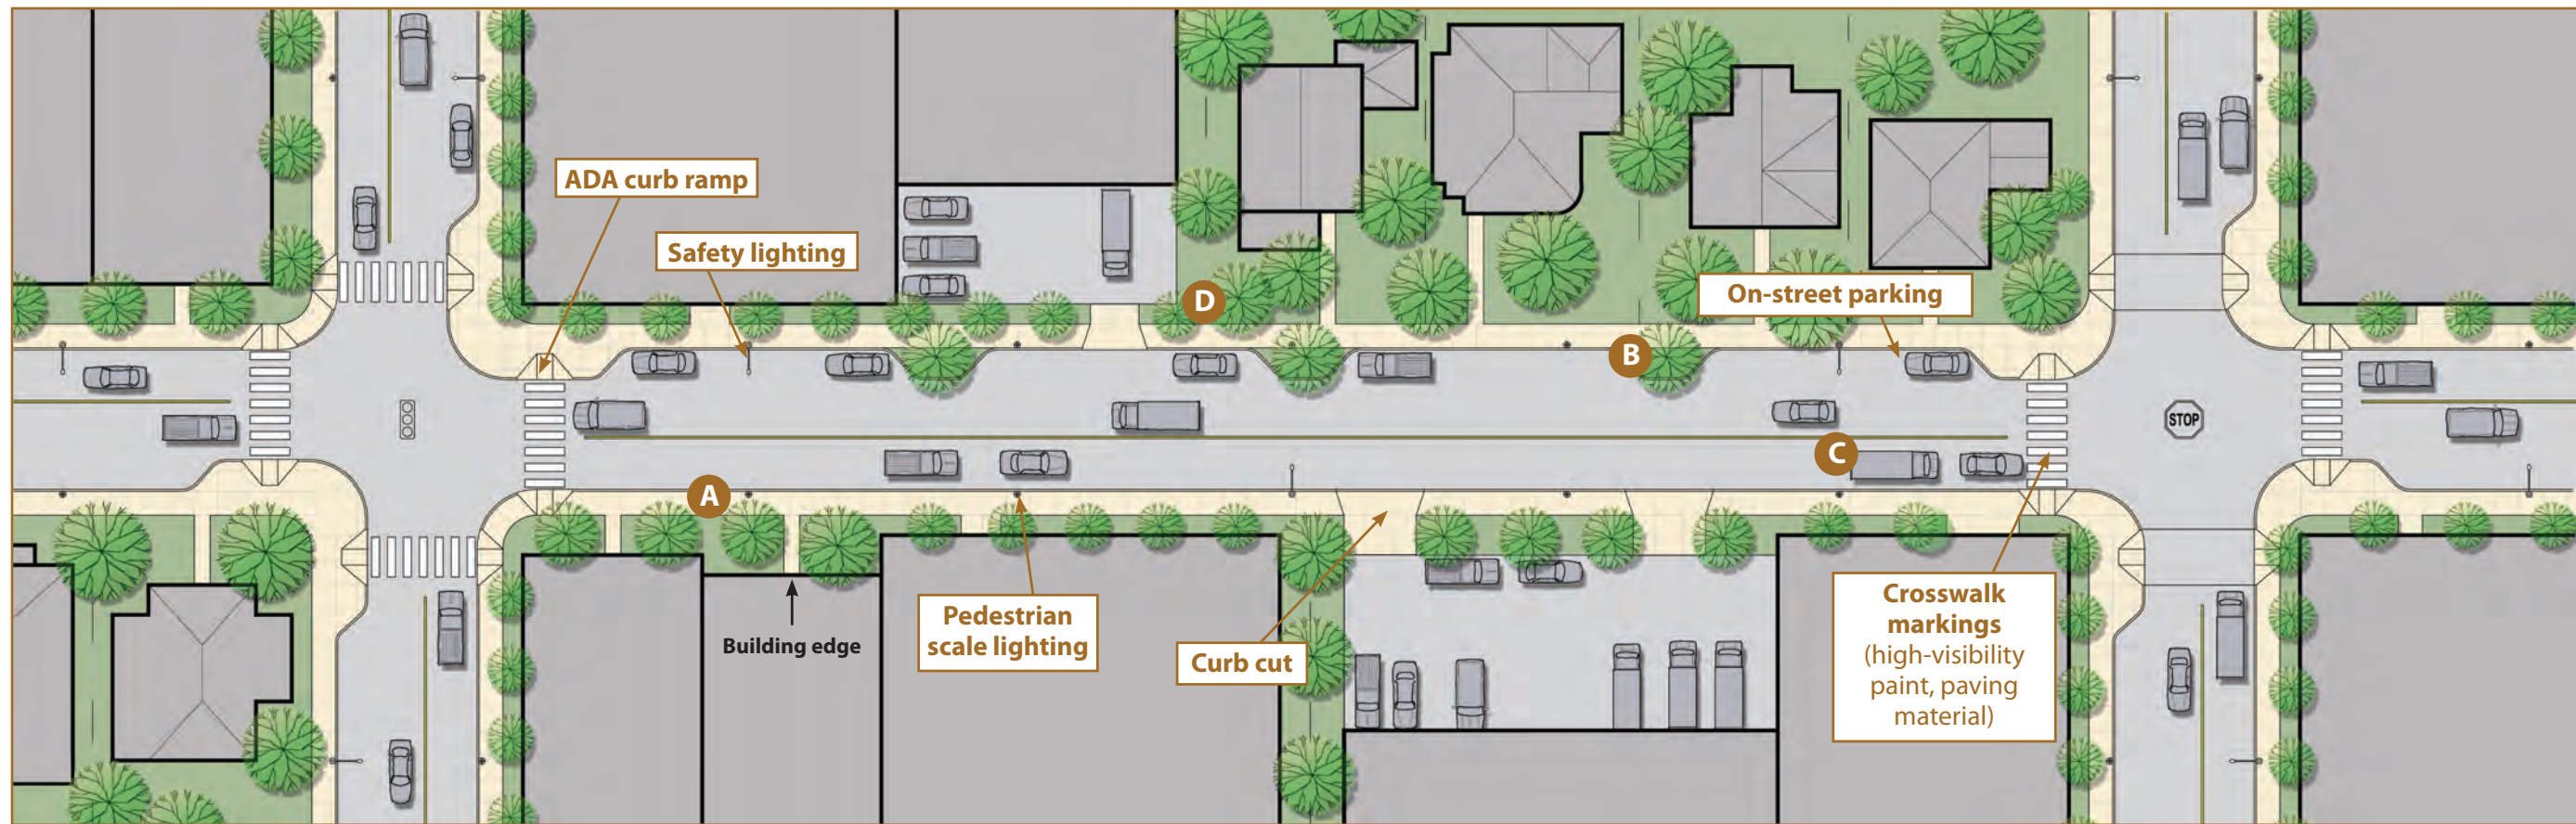 ADA curb ramp
Safety lighting
D
On-street parking
B
STOP
C
A
Building edge
Pedestrian
scale lighting
Curb cut
Crosswalk
markings
(high-visibility
paint, paving
material)